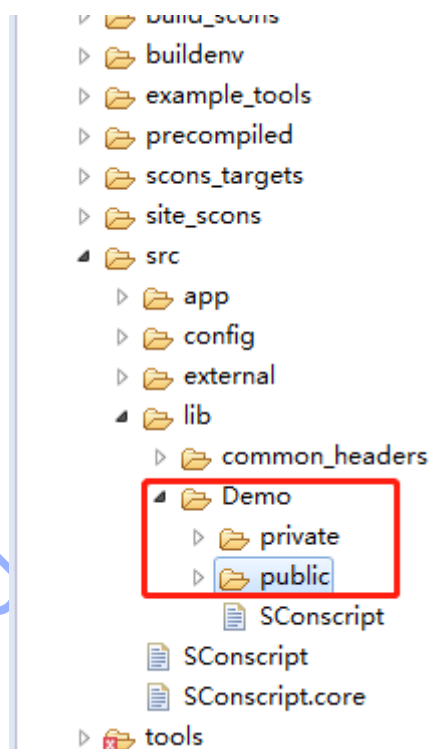 build_scons
buildenv
example_tools
precompiled
scons_targets
site_scons
src
app
config
external
lib
common_headers
Demo
private
public
SConscript
SConscript
SConscript.core
tools